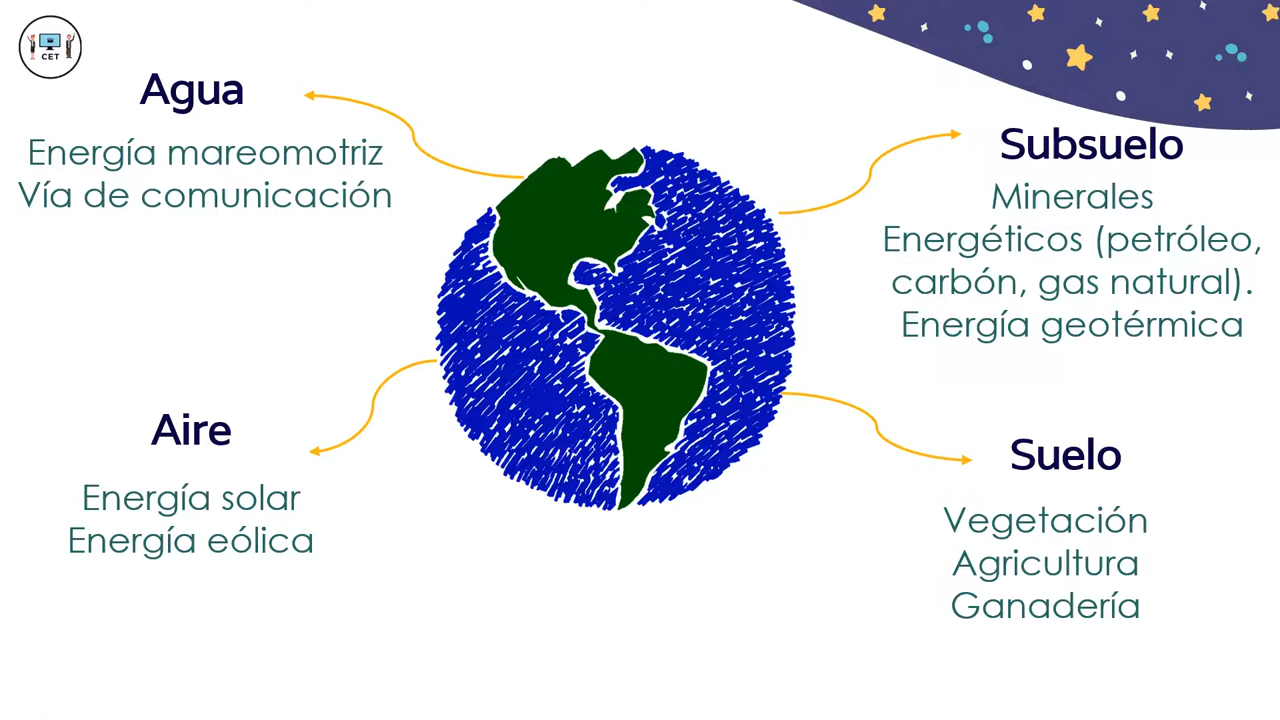 CET
Agua
Energía mareomotriz
Vía de comunicación
Subsuelo
Minerales
Energéticos (petróleo,
carbón, gas natural).
Energía geotérmica
Aire
Energía solar
Energía eólica
Suelo
Vegetación
Agricultura
Ganadería